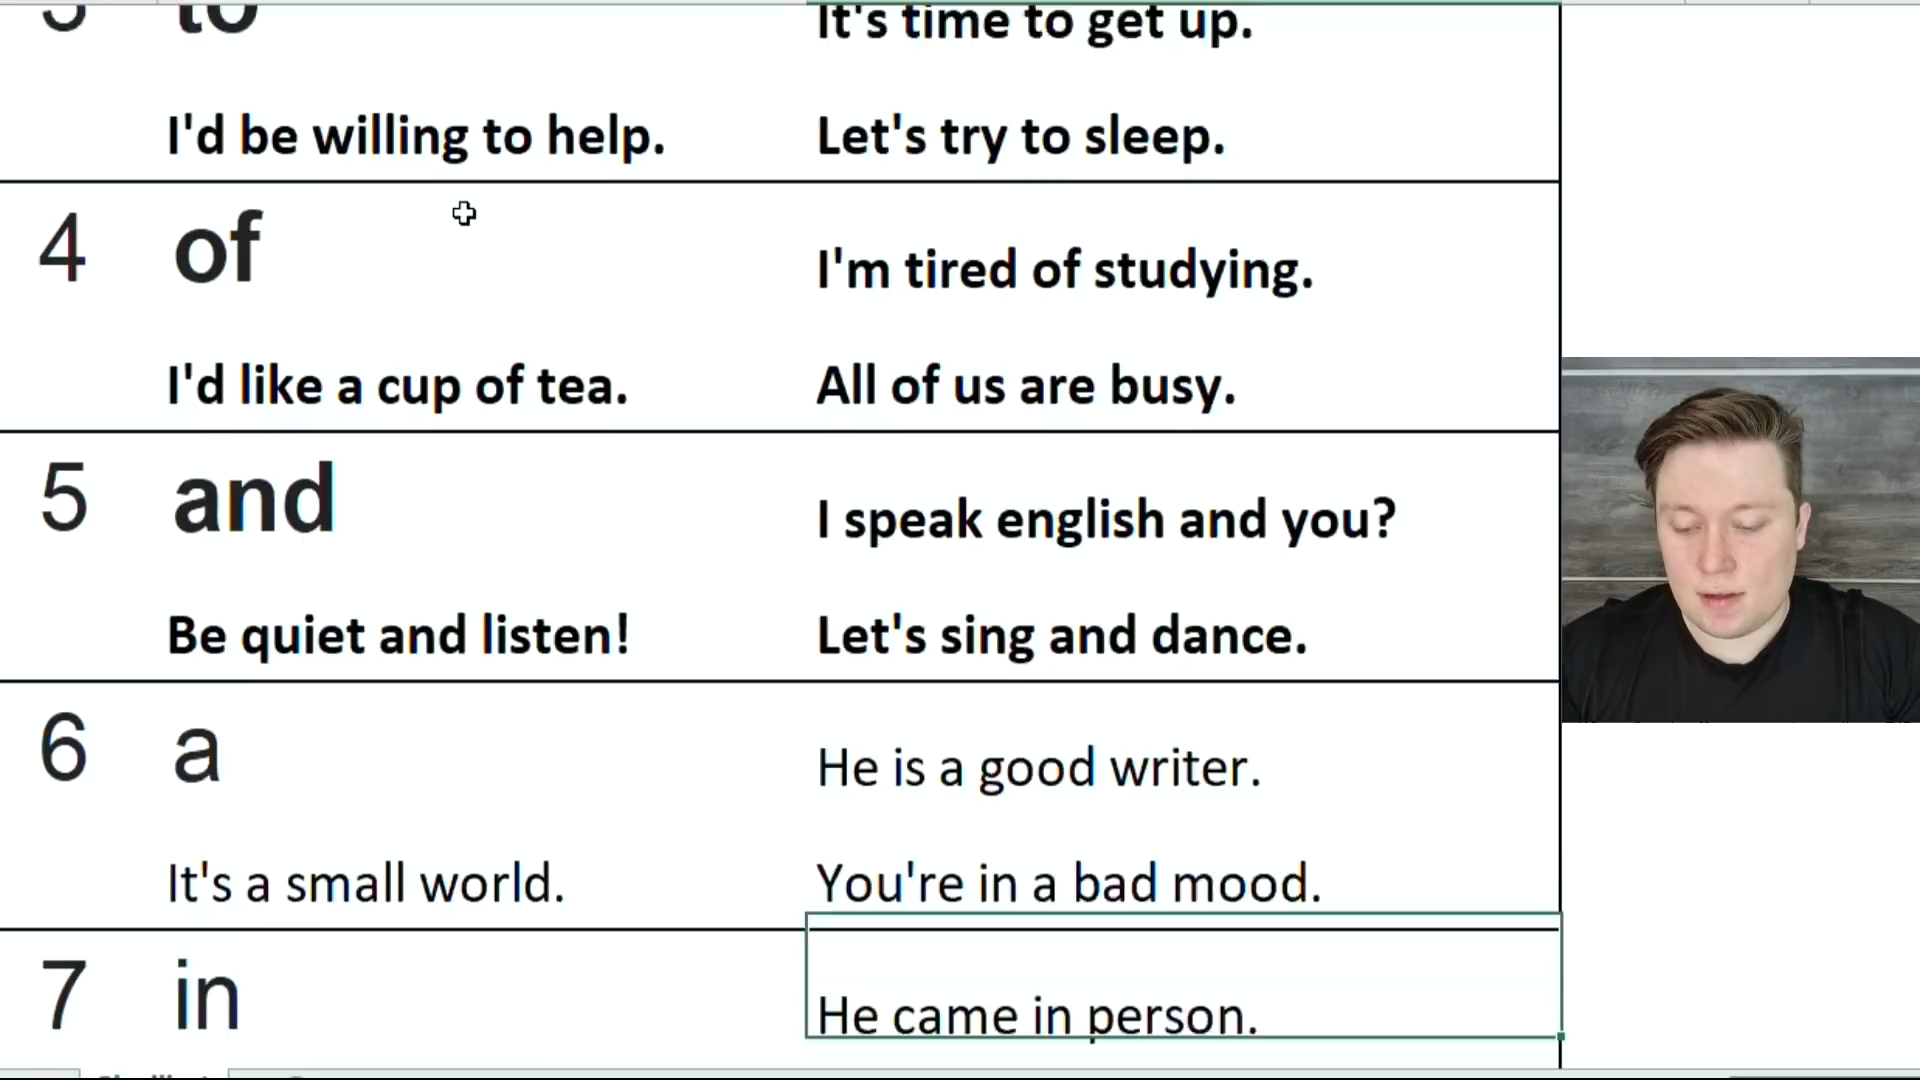 to It's time to get up.
I'd be willing to help. Let's try to sleep.
4 of I'm tired of studying.
I'd like a cup of tea. All of us are busy.
5 and I speak english and you?
Be quiet and listen! Let's sing and dance.
6 a He is a good writer.
It's a small world. You're in a bad mood.
7 in He came in person.